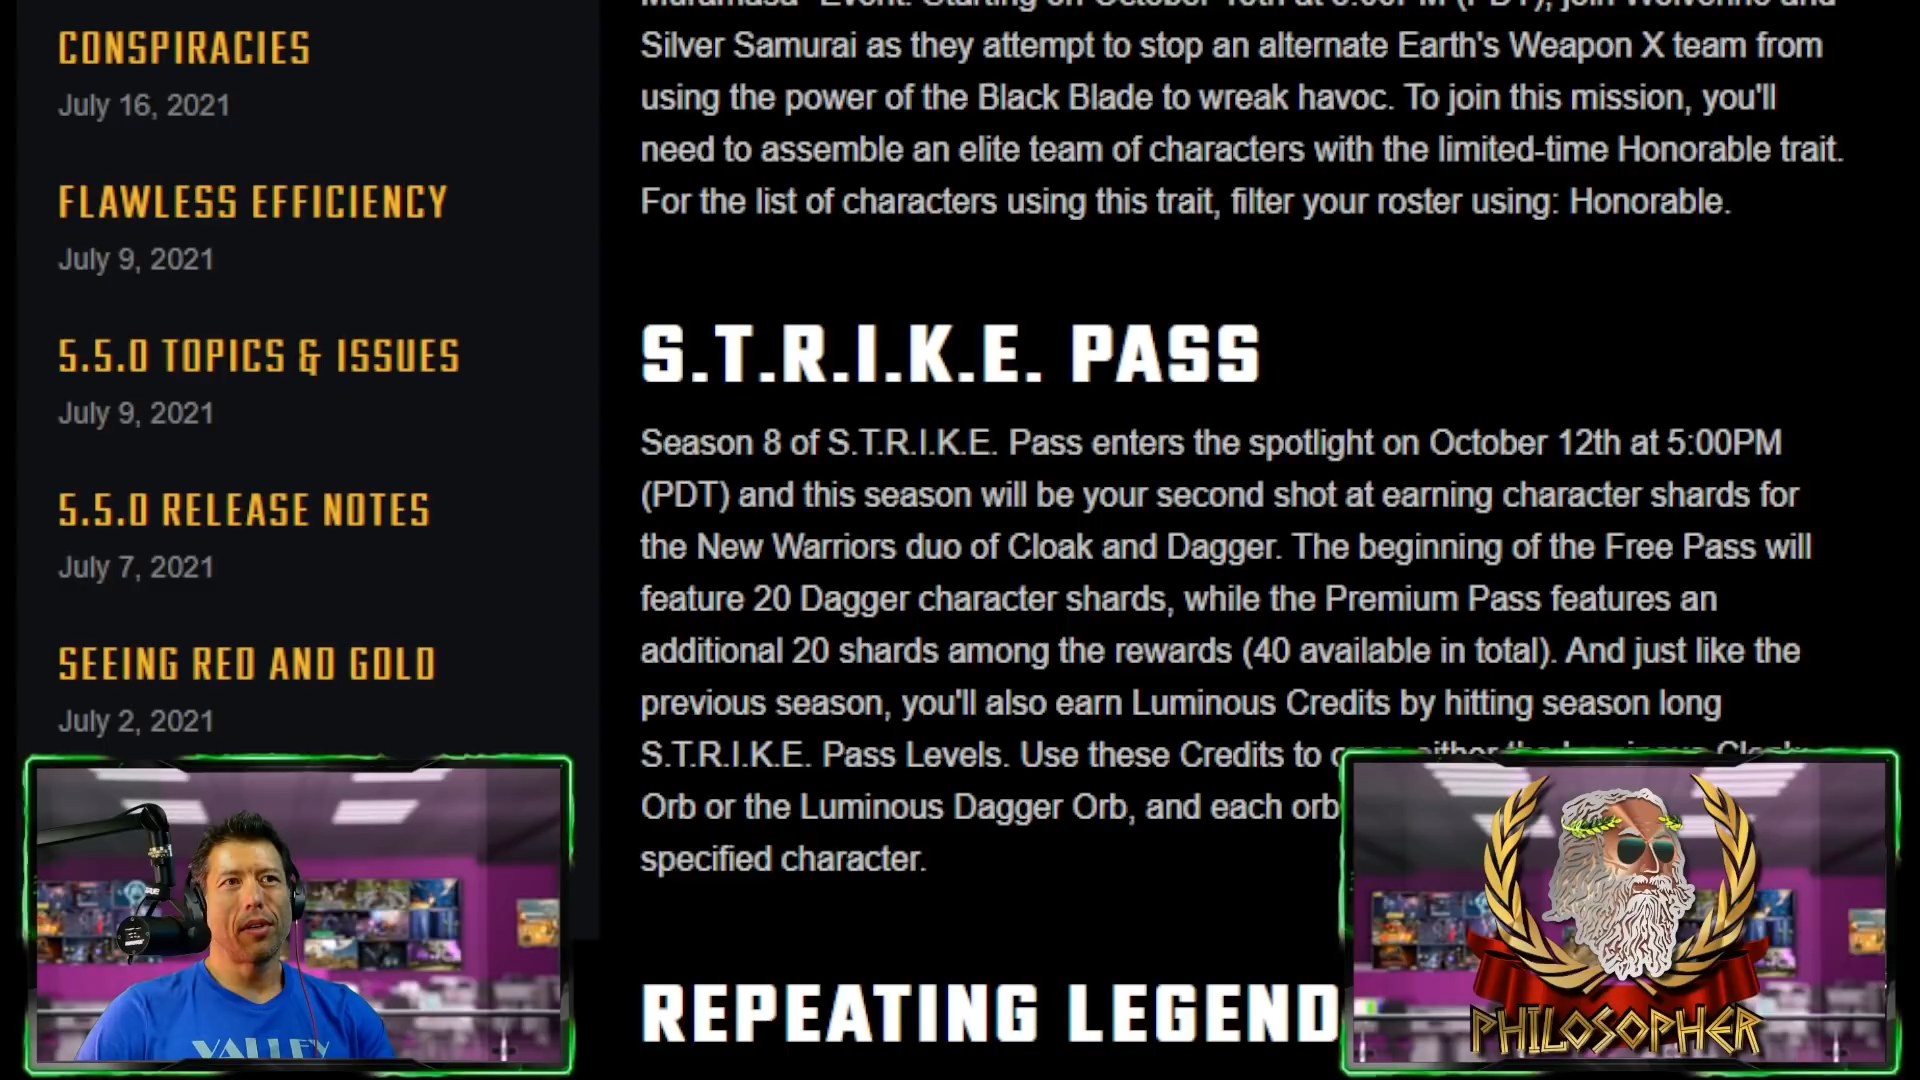 CONSPIRACIES
July 16, 2021
FLAWLESS EFFICIENCY
July 9, 2021
5.5.0 TOPICS & ISSUES
July 9, 2021
5.5.0 RELEASE NOTES
July 7, 2021
SEEING RED AND GOLD
July 2, 2021
Silver Samurai as they attempt to stop an alternate Earth's Weapon X team from
using the power of the Black Blade to wreak havoc. To join this mission, you'll
need to assemble an elite team of characters with the limited-time Honorable trait.
For the list of characters using this trait, filter your roster using: Honorable.
S.T.R.I.K.E. PASS
Season 8 of S.T.R.I.K.E. Pass enters the spotlight on October 12th at 5:00PM
(PDT) and this season will be your second shot at earning character shards for
the New Warriors duo of Cloak and Dagger. The beginning of the Free Pass will
feature 20 Dagger character shards, while the Premium Pass features an
additional 20 shards among the rewards (40 available in total). And just like the
previous season, you'll also earn Luminous Credits by hitting season long
S.T.R.I.K.E. Pass Levels. Use these Credits to
Orb or the Luminous Dagger Orb, and each orb
specified character.
REPEATING LEGEND
VALLEY
PHILOSOPHER